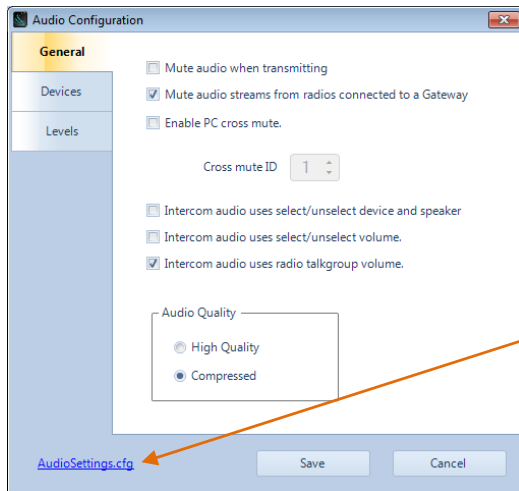 Audio Configuration
General
Devices
Levels
Mute audio when transmitting
Mute audio streams from radios connected to a Gateway
Enable PC cross mute.
Cross mute ID 1
Intercom audio uses select/unselect device and speaker
Intercom audio uses select/unselect volume.
Intercom audio uses radio talkgroup volume.
Audio Quality
High Quality
Compressed
AudioSettings.cfg Save Cancel